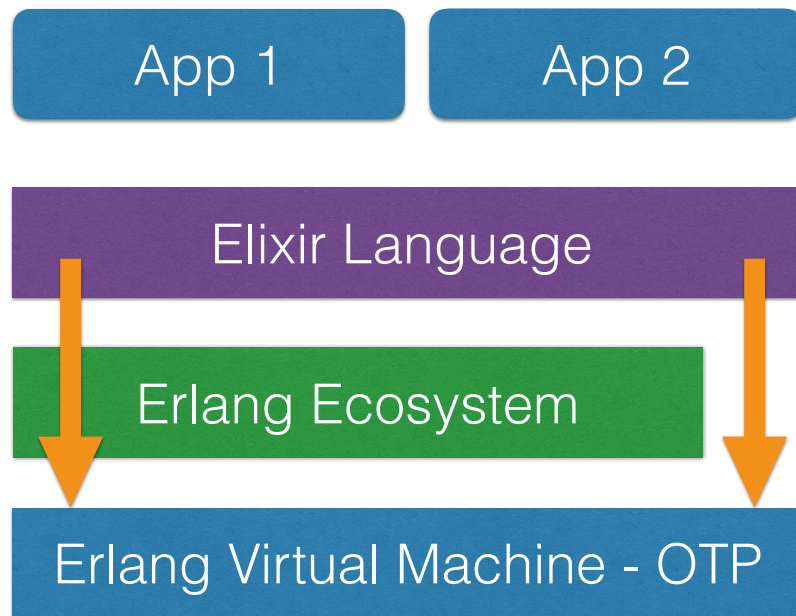 App 1
App 2
Elixir Language
Erlang Ecosystem
Erlang Virtual Machine - OTP